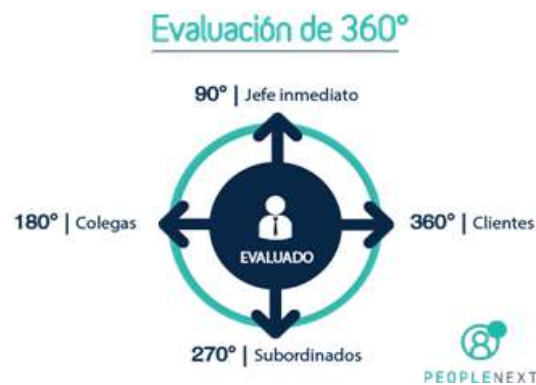 Evaluación de 360°
90° | Jefe inmediato
180° | Colegas
EVALUADO
360° | Clientes
270° | Subordinados
PEOPLENEXT